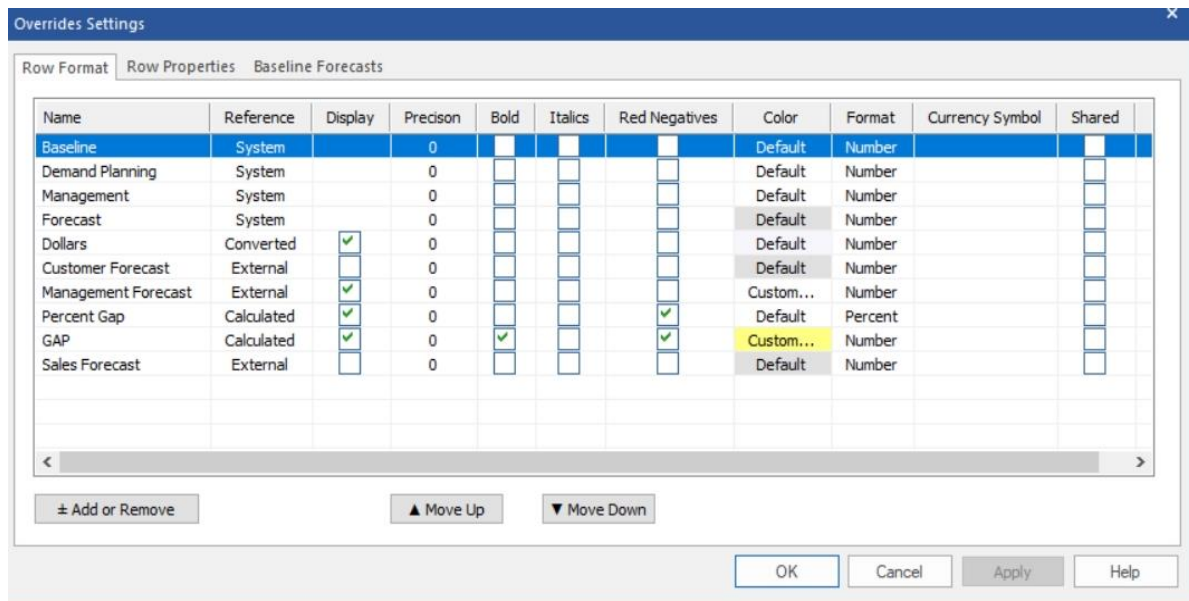 Overrides Settings
Row Format Row Properties Baseline Forecasts
Name Reference Display Precison Bold Italics Red Negatives Color Format Currency Symbol Shared
Baseline System 0 Default Number
Demand Planning System 0 Default Number
Management System 0 Default Number
Forecast System 0 Default Number
Dollars Converted 0 Default Number
Customer Forecast External 0 Default Number
Management Forecast External 0 Custom... Number
Percent Gap Calculated 0 Default Percent
GAP Calculated 0 Custom... Number
Sales Forecast External 0 Default Number
± Add or Remove ▲ Move Up ▼ Move Down
OK Cancel Apply Help